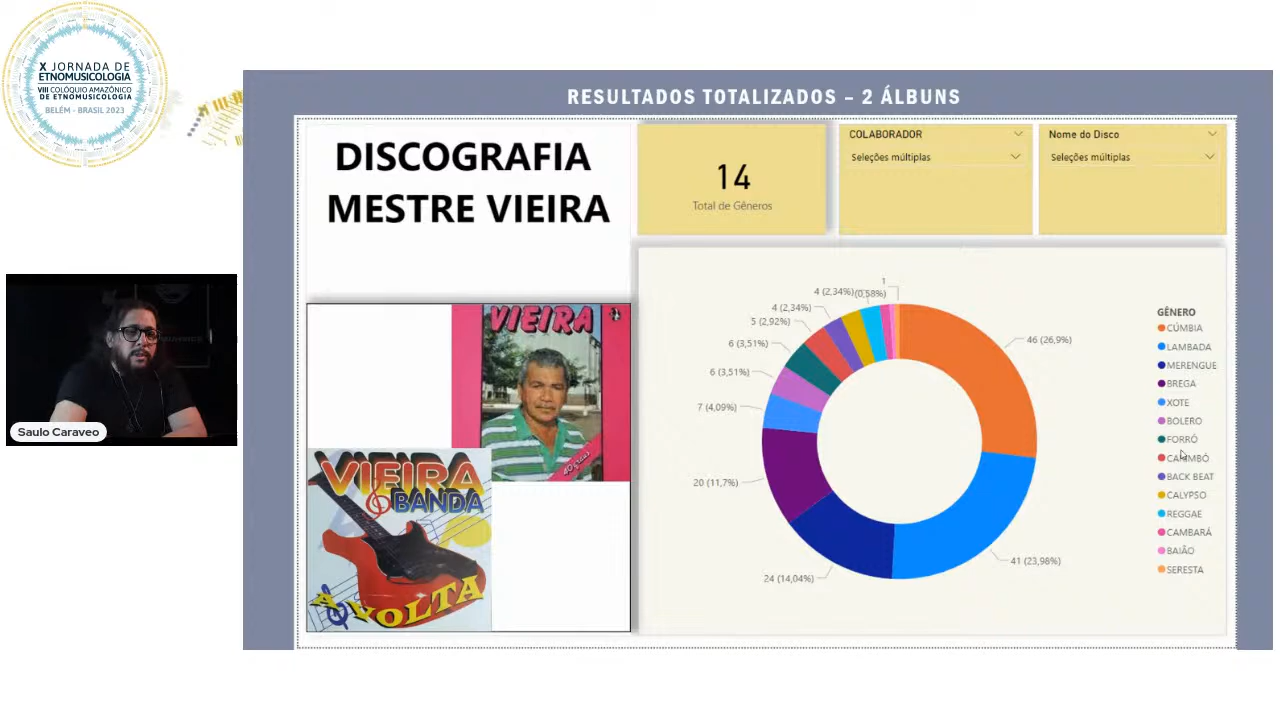 X JORNADA DE
ETNOMUSICOLOGIA
VIII COLÓQUIO AMAZÔNICO
DE ETNOMUSICOLOGIA
BELÉM - BRASIL 2023
RESULTADOS TOTALIZADOS – 2 ÁLBUNS
DISCOGRAFIA
MESTRE VIEIRA
14
Total de Gêneros
COLABORADOR
Seleções múltiplas
Nome do Disco
Seleções múltiplas
VIEIRA
40 graus
VIEIRA
& BANDA
A VOLTA
Saulo Caraveo
1
4 (2,34%)
(0,58%)
4 (2,34%)
5 (2,92%)
6 (3,51%)
6 (3,51%)
7 (4,09%)
20 (11,7%)
24 (14,04%)
46 (26,9%)
41 (23,98%)
GÊNERO
CÚMBIA
LAMBADA
MERENGUE
BREGA
XOTE
BOLERO
FORRÓ
CARIMBÓ
BACK BEAT
CALYPSO
REGGAE
CAMBARÁ
BAIÃO
SERESTA